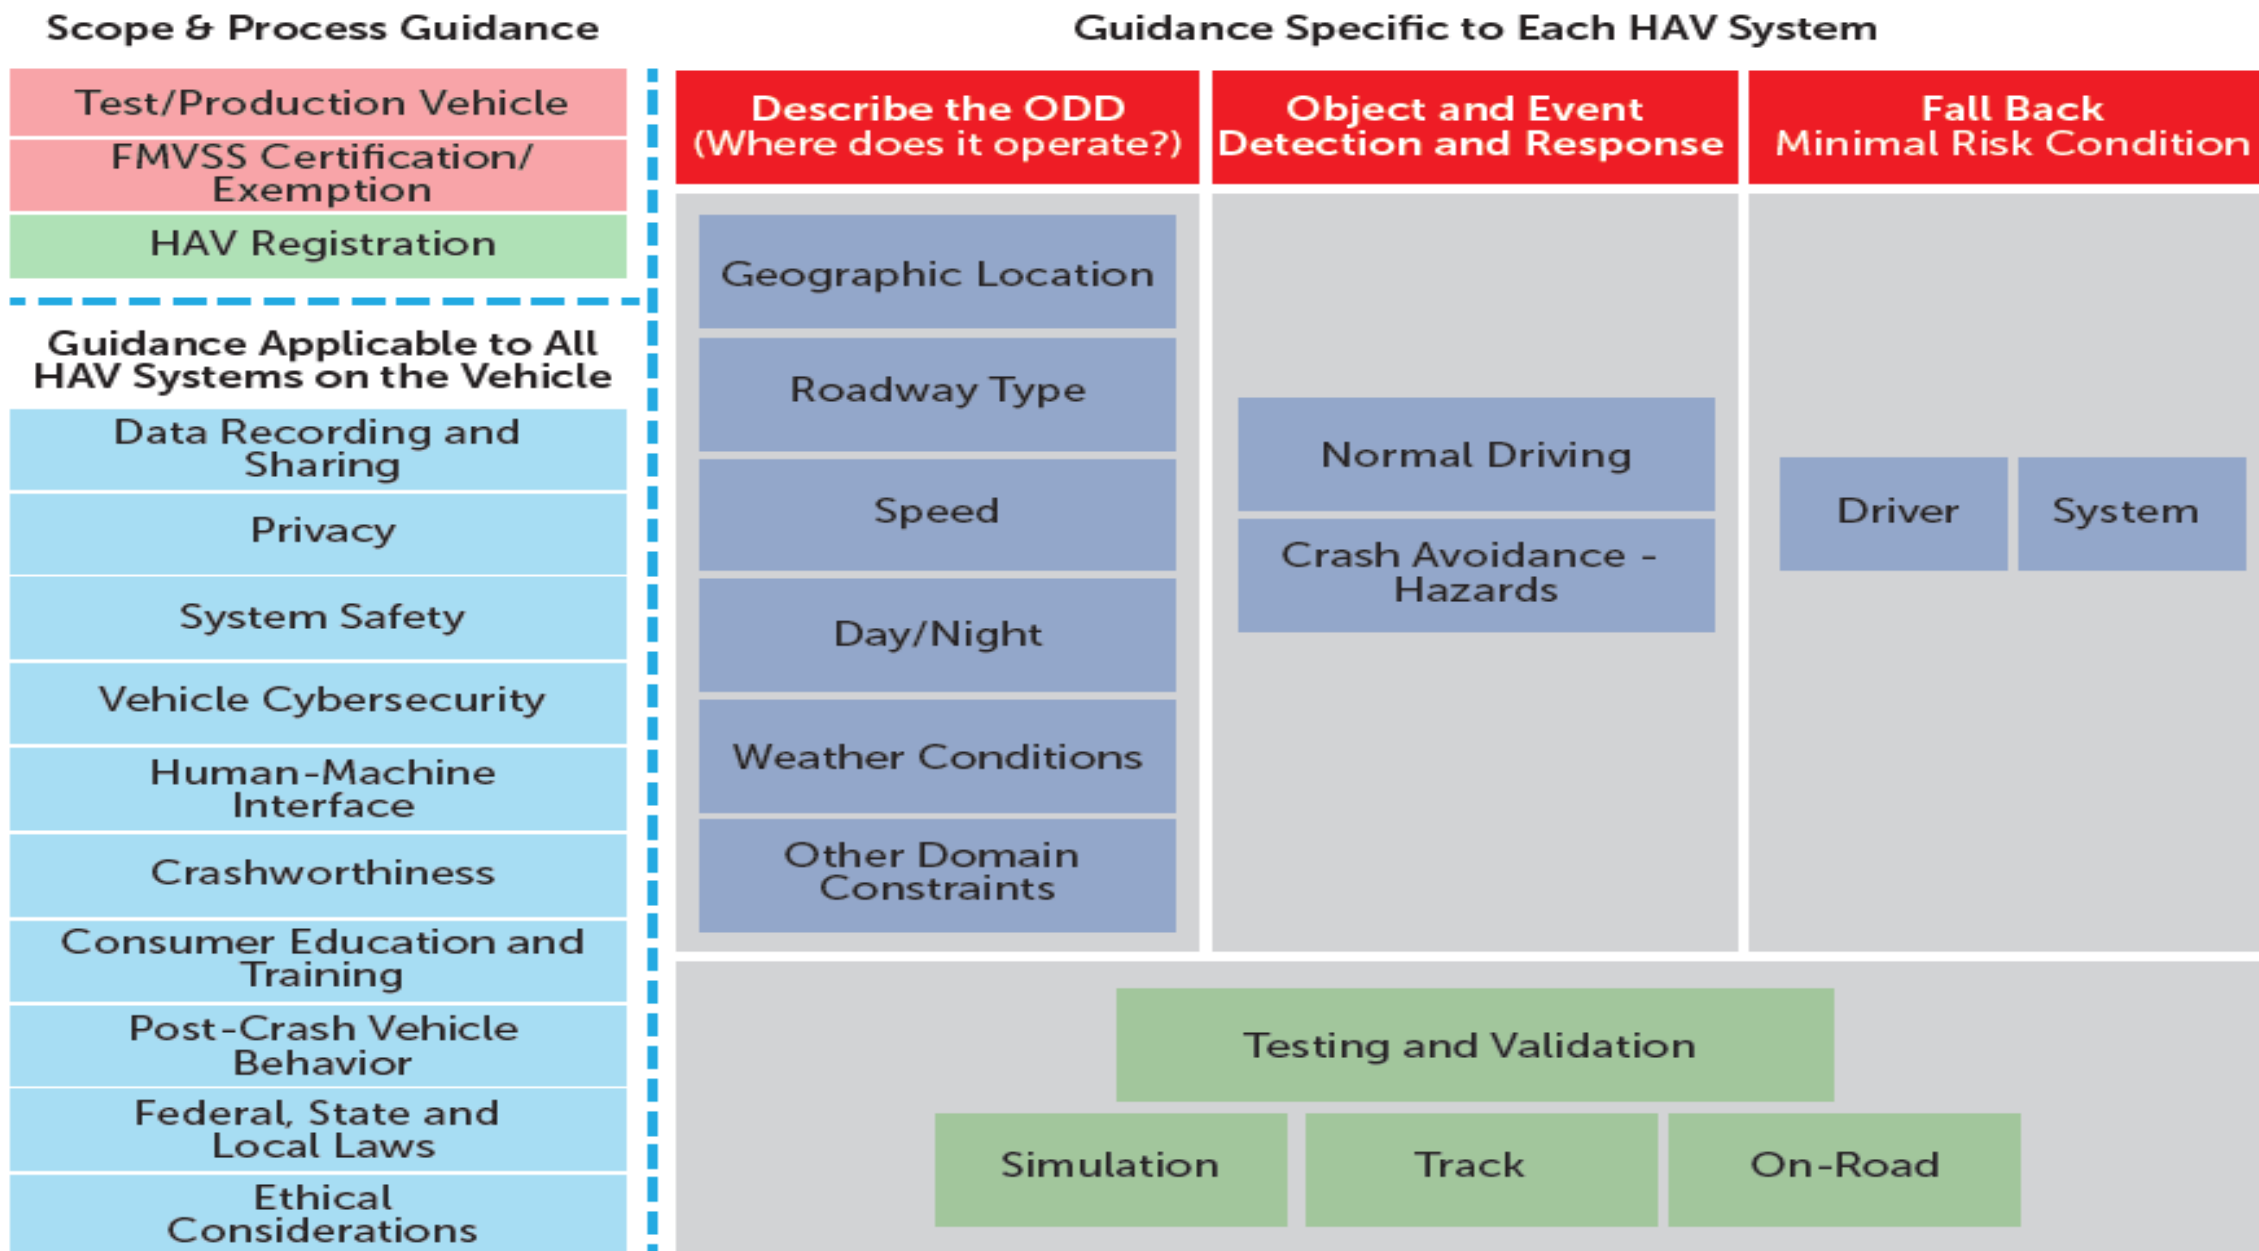 Scope & Process Guidance
Test/Production Vehicle
FMVSS Certification/
Exemption
HAV Registration
Guidance Applicable to All
HAV Systems on the Vehicle
Data Recording and
Sharing
Privacy
System Safety
Vehicle Cybersecurity
Human-Machine
Interface
Crashworthiness
Consumer Education and
Training
Post-Crash Vehicle
Behavior
Federal, State and
Local Laws
Ethical
Considerations
Guidance Specific to Each HAV System
Describe the ODD
(Where does it operate?)
Geographic Location
Roadway Type
Speed
Day/Night
Weather Conditions
Other Domain
Constraints
Object and Event
Detection and Response
Normal Driving
Crash Avoidance -
Hazards
Fall Back
Minimal Risk Condition
Driver
System
Testing and Validation
Simulation
Track
On-Road